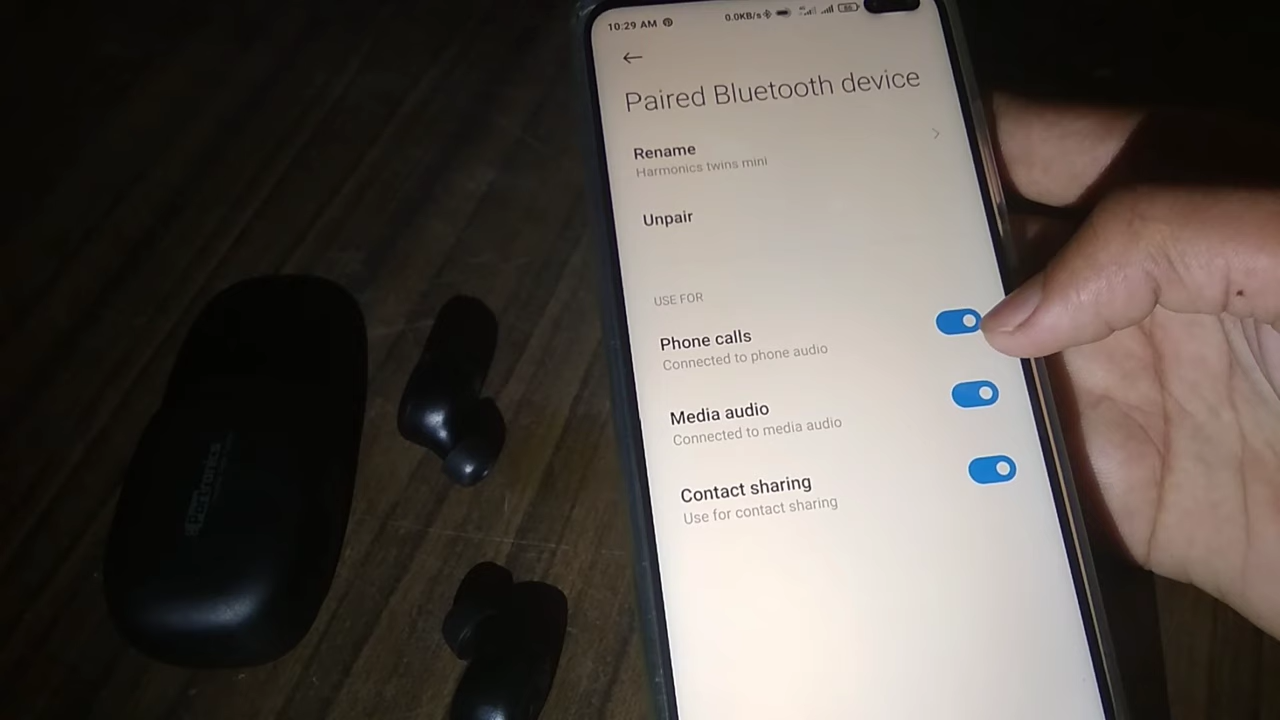 10:29 AM
0.0KB/s
Paired Bluetooth device
Rename
Harmonics twins mini
Unpair
USE FOR
Phone calls
Connected to phone audio
Media audio
Connected to media audio
Contact sharing
Use for contact sharing
Portronics